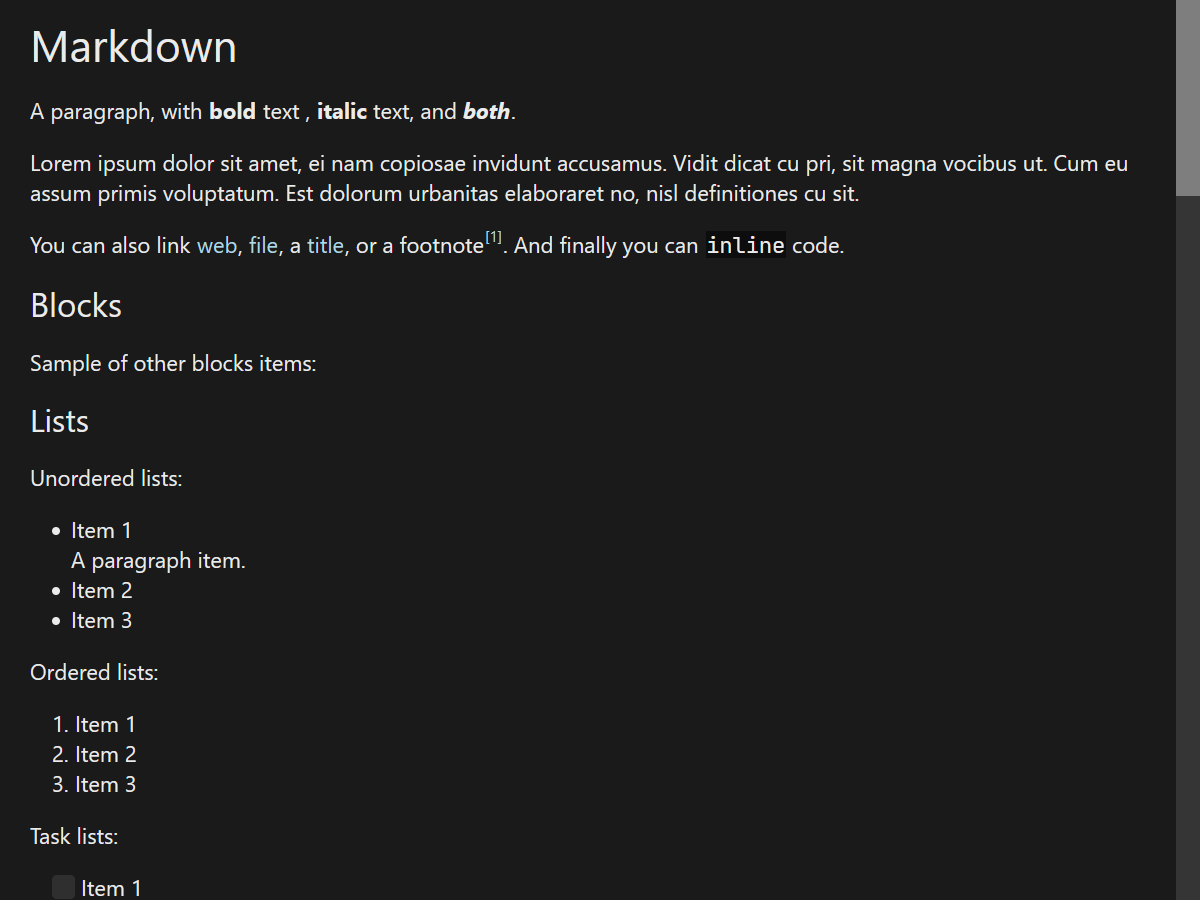 Markdown
A paragraph, with bold text , italic text, and both.
Lorem ipsum dolor sit amet, ei nam copiosae invidunt accusamus. Vidit dicat cu pri, sit magna vocibus ut. Cum eu
assum primis voluptatum. Est dolorum urbanitas elaboraret no, nisl definitiones cu sit.
You can also link web, file, a title, or a footnote[1]. And finally you can inline code.
Blocks
Sample of other blocks items:
Lists
Unordered lists:
• Item 1
A paragraph item.
• Item 2
• Item 3
Ordered lists:
1. Item 1
2. Item 2
3. Item 3
Task lists:
Item 1